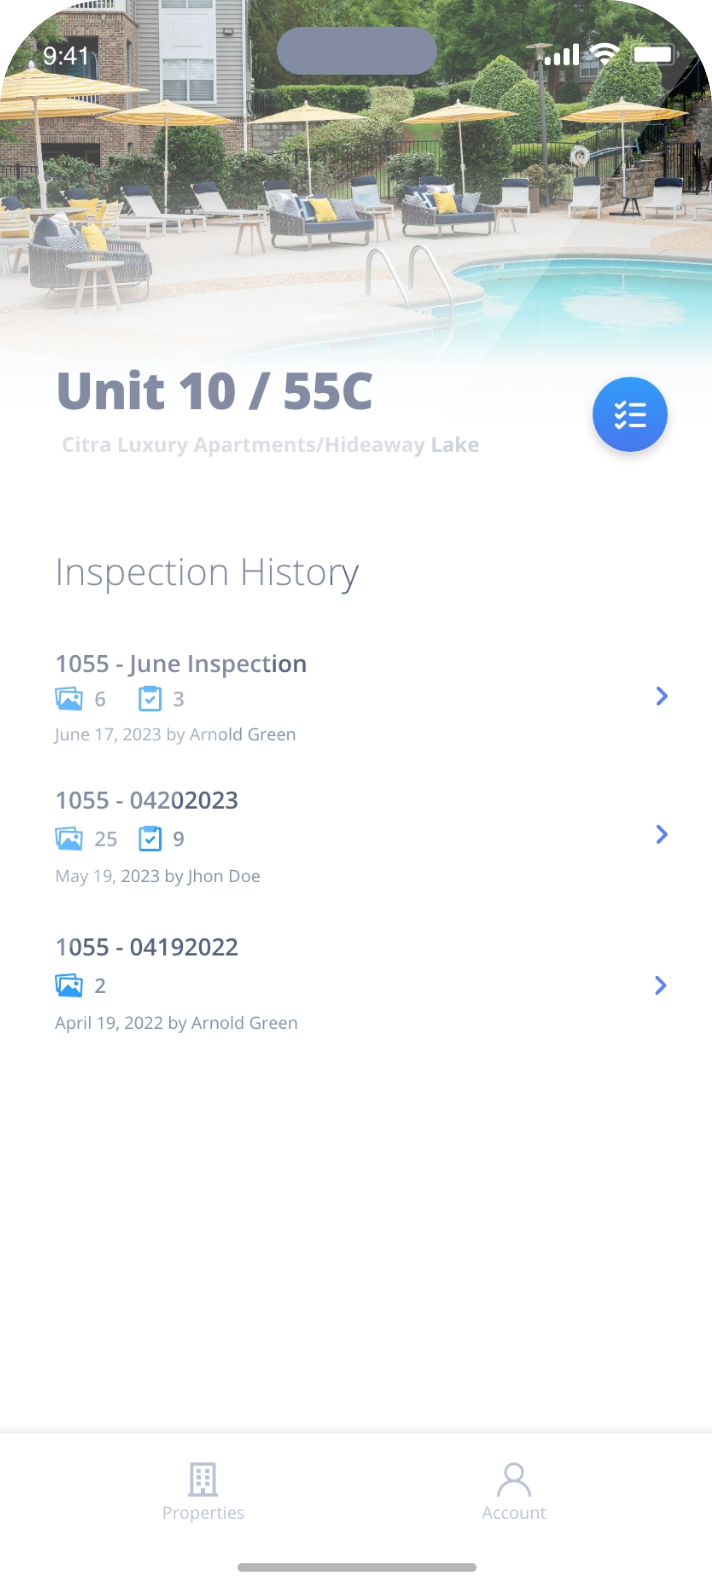 9:41
Unit 10 / 55C
Citra Luxury Apartments/Hideaway Lake
Inspection History
1055 - June Inspection
6 3
June 17, 2023 by Arnold Green
1055 - 04202023
25 9
May 19, 2023 by Jhon Doe
1055 - 04192022
2
April 19, 2022 by Arnold Green
Properties Account